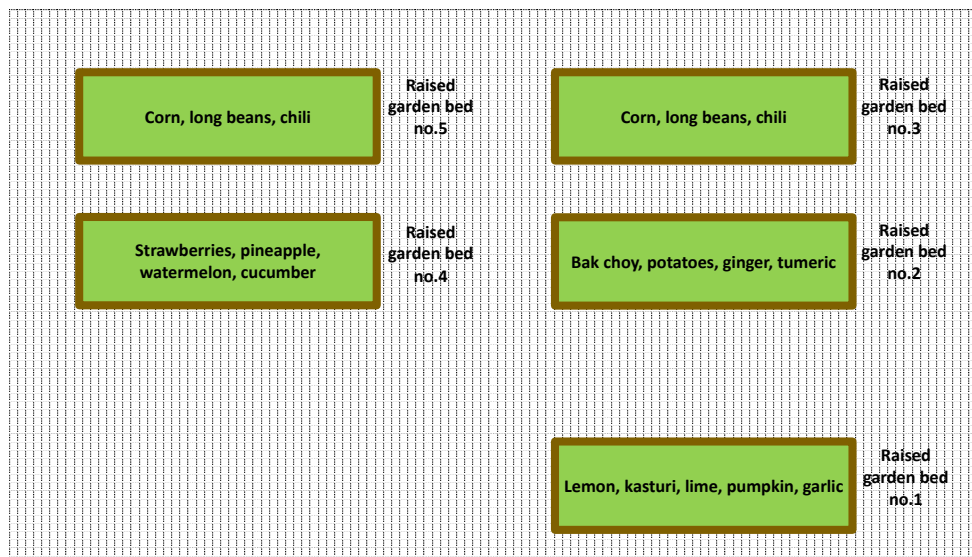 Corn, long beans, chili
Raised
garden bed
no.5
Corn, long beans, chili
Raised
garden bed
no.3
Strawberries, pineapple,
watermelon, cucumber
Raised
garden bed
no.4
Bak choy, potatoes, ginger, tumeric
Raised
garden bed
no.2
Lemon, kasturi, lime, pumpkin, garlic
Raised
garden bed
no.1